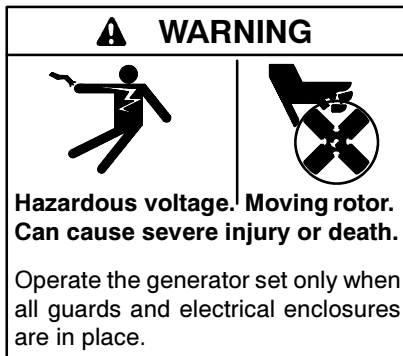 WARNING
Hazardous voltage. Moving rotor.
Can cause severe injury or death.
Operate the generator set only when
all guards and electrical enclosures
are in place.